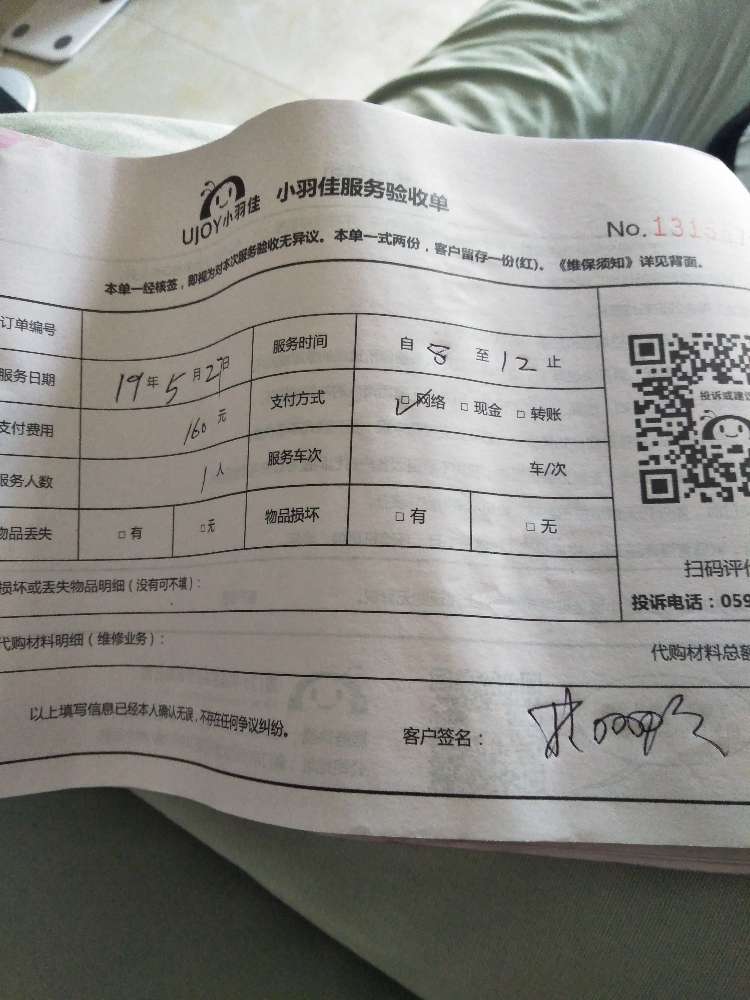 UJOY小羽佳 小羽佳服务验收单
No.131
本单一经核签，即视为对本次服务验收无异议。本单一式两份，客户留存一份(红)。《维保须知》详见背面。
订单编号
服务时间 自 8 至 12 止
服务日期 19年 5月 2日
支付方式 □网络 □现金 □转账
支付费用 160 元
服务人数 1 人
服务车次 车/次
物品丢失 □有 □无
物品损坏 □有 □无
投诉或建议
扫码评价
投诉电话：059
损坏或丢失物品明细（没有可不填）：
代购材料明细（维修业务）：
代购材料总额
以上填写信息已经本人确认无误，不存在任何争议纠纷。
客户签名：